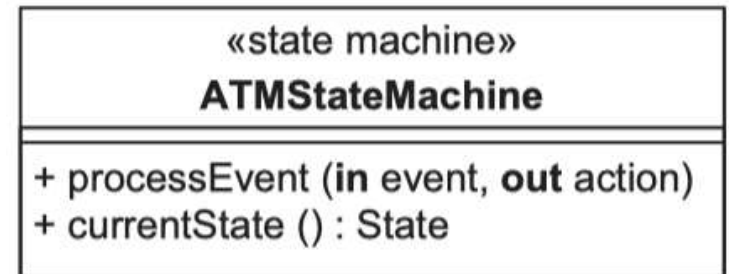 «state machine»
ATMStateMachine
+ processEvent (in event, out action)
+ currentState () : State